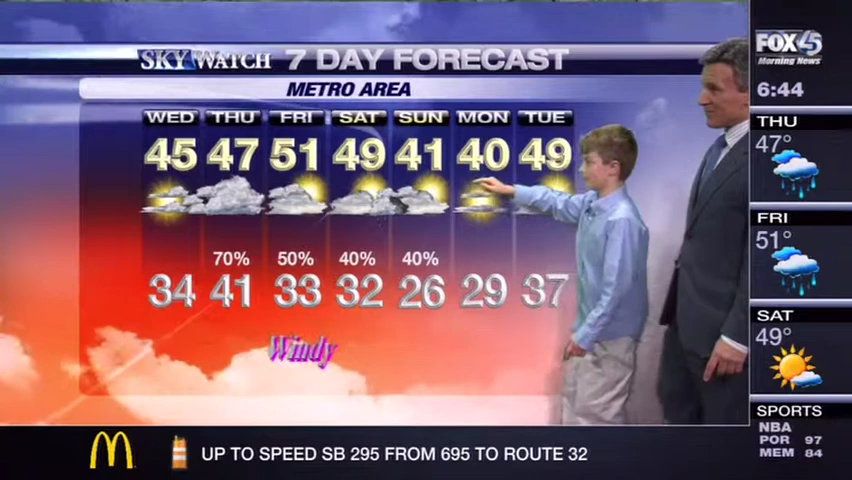 SKY WATCH 7 DAY FORECAST
METRO AREA
WED THU FRI SAT SUN MON TUE
45 47 51 49 41 40 49
70% 50% 40% 40%
34 41 33 32 26 29 37
Windy
FOX 45
Morning News
6:44
THU
47°
FRI
51°
SAT
49°
SPORTS
NBA
POR 97
MEM 84
UP TO SPEED SB 295 FROM 695 TO ROUTE 32